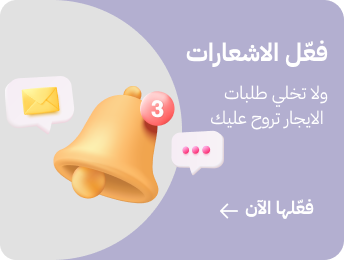 فعّل الاشعارات
ولا تخلي طلبات
الايجار تروح عليك
3
فعّلها الآن